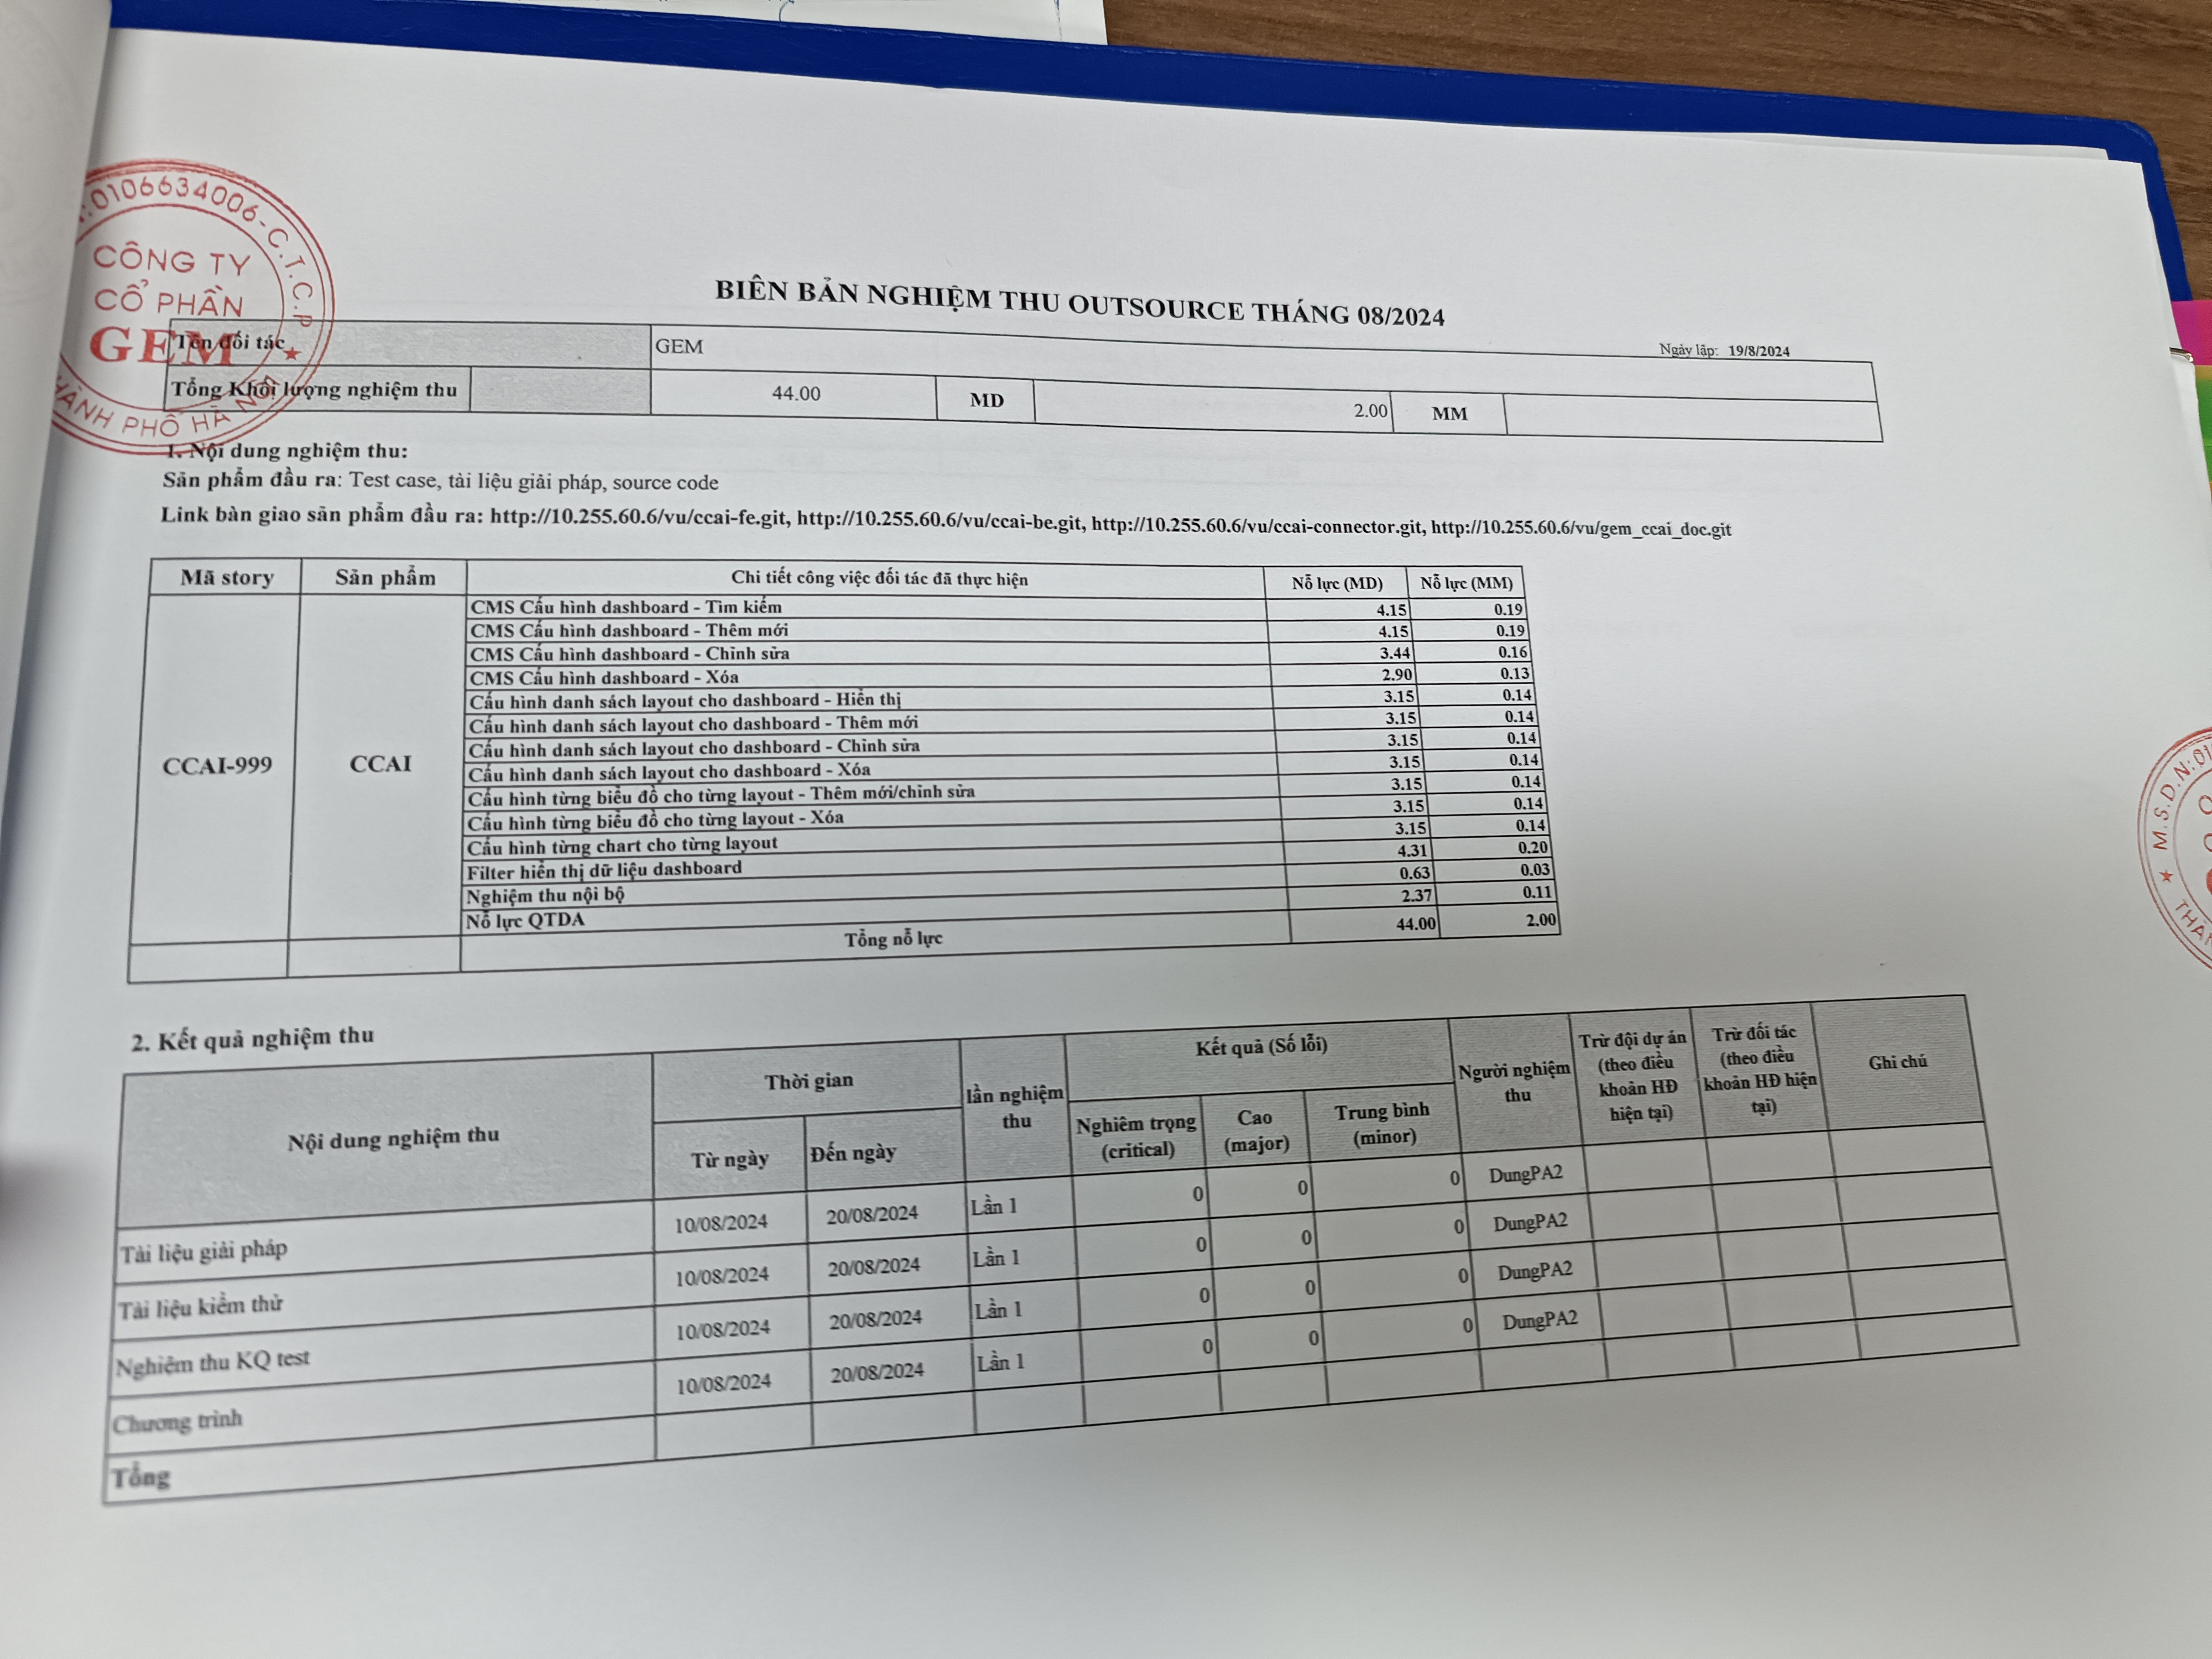 :0106634006-C.T.C.P
CÔNG TY
CỔ PHẦN
GEM
THÀNH PHỐ HÀ NỘI
BIÊN BẢN NGHIỆM THU OUTSOURCE THÁNG 08/2024
Ngày lập: 19/8/2024
Tên đối tác GEM
Tổng Khối lượng nghiệm thu 44.00 MD 2.00 MM
1. Nội dung nghiệm thu:
Sản phẩm đầu ra: Test case, tài liệu giải pháp, source code
Link bàn giao sản phẩm đầu ra: http://10.255.60.6/vu/ccai-fe.git, http://10.255.60.6/vu/ccai-be.git, http://10.255.60.6/vu/ccai-connector.git, http://10.255.60.6/vu/gem_ccai_doc.git
Mã story Sản phẩm Chi tiết công việc đối tác đã thực hiện Nỗ lực (MD) Nỗ lực (MM)
CCAI-999 CCAI
CMS Cấu hình dashboard - Tìm kiếm 4.15 0.19
CMS Cấu hình dashboard - Thêm mới 4.15 0.19
CMS Cấu hình dashboard - Chỉnh sửa 3.44 0.16
CMS Cấu hình dashboard - Xóa 2.90 0.13
Cấu hình danh sách layout cho dashboard - Hiển thị 3.15 0.14
Cấu hình danh sách layout cho dashboard - Thêm mới 3.15 0.14
Cấu hình danh sách layout cho dashboard - Chỉnh sửa 3.15 0.14
Cấu hình danh sách layout cho dashboard - Xóa 3.15 0.14
Cấu hình từng biểu đồ cho từng layout - Thêm mới/chỉnh sửa 3.15 0.14
Cấu hình từng biểu đồ cho từng layout - Xóa 3.15 0.14
Cấu hình từng chart cho từng layout 3.15 0.14
Filter hiển thị dữ liệu dashboard 4.31 0.20
Nghiệm thu nội bộ 0.63 0.03
Nỗ lực QTDA 2.37 0.11
Tổng nỗ lực 44.00 2.00
M.S.D.N:01
2. Kết quả nghiệm thu
Nội dung nghiệm thu
Thời gian
Từ ngày Đến ngày
lần nghiệm
thu
Kết quả (Số lỗi)
Nghiêm trọng
(critical)
Cao
(major)
Trung bình
(minor)
Người nghiệm
thu
Trừ đội dự án
(theo điều
khoản HĐ
hiện tại)
Trừ đối tác
(theo điều
khoản HĐ hiện
tại)
Ghi chú
Tài liệu giải pháp 10/08/2024 20/08/2024 Lần 1 0 0 0 DungPA2
Tài liệu kiểm thử 10/08/2024 20/08/2024 Lần 1 0 0 0 DungPA2
Nghiệm thu KQ test 10/08/2024 20/08/2024 Lần 1 0 0 0 DungPA2
Chương trình 10/08/2024 20/08/2024 Lần 1 0 0 0 DungPA2
Tổng